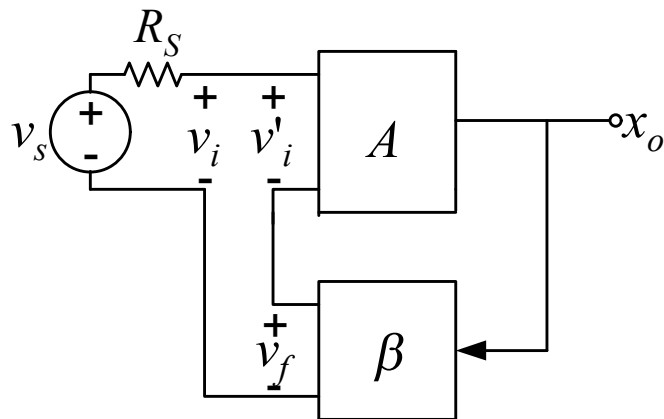 R_S
+ + +
v_s v_i v'_i A x_o
- - -
+
v_f β
-